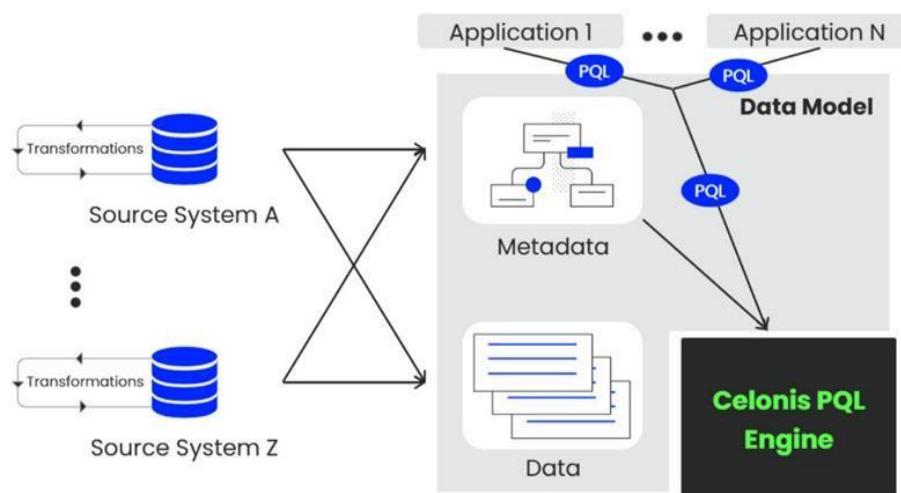 Application 1
Application N
PQL
PQL
Data Model
Transformations
Source System A
PQL
Metadata
Transformations
Source System Z
Data
Celonis PQL
Engine